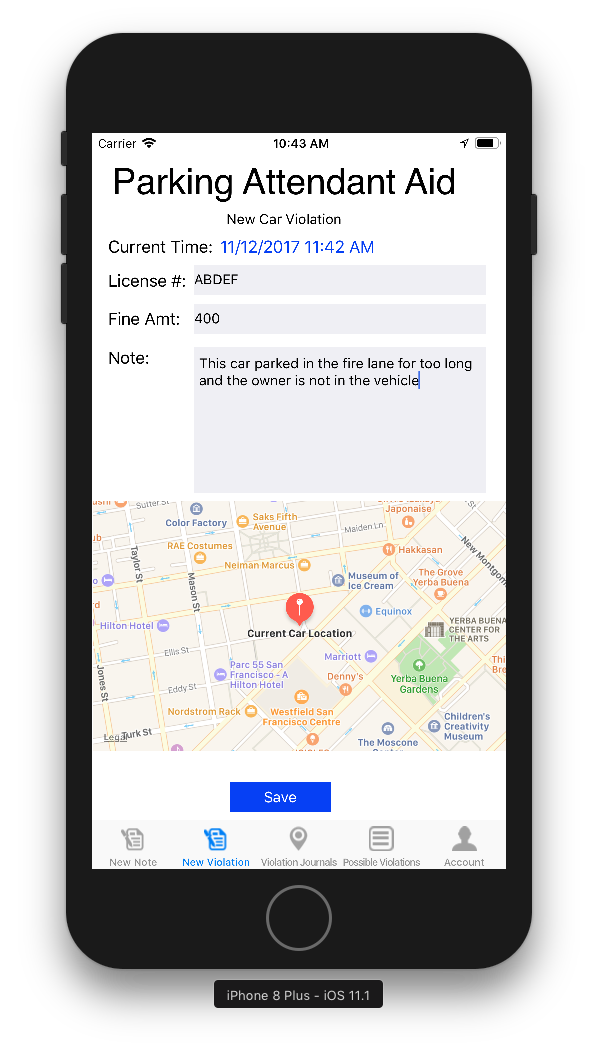 Carrier 10:43 AM
Parking Attendant Aid
New Car Violation
Current Time: 11/12/2017 11:42 AM
License #: ABDEF
Fine Amt: 400
Note: This car parked in the fire lane for too long
and the owner is not in the vehicle
Sutter St
Color Factory
Saks Fifth
Avenue
Maiden Ln
Japonaise
RAE Costumes
Hakkasan
New Montgom
Taylor St
Mason St
Neiman Marcus
Museum of
Ice Cream
The Grove
Yerba Buena
Equinox
Hilton Hotel
Current Car Location
YERBA BUENA
CENTER FOR
THE ARTS
Ellis St
Marriott
Parc 55 San
Francisco - A
Hilton Hotel
Jones St
Eddy St
Denny's
Yerba Buena
Gardens
Nordstrom Rack
Westfield San
Francisco Centre
Children's
Creativity
Museum
Legal
Turk St
The Moscone
Save
New Note New Violation Violation Journals Possible Violations Account
iPhone 8 Plus - iOS 11.1